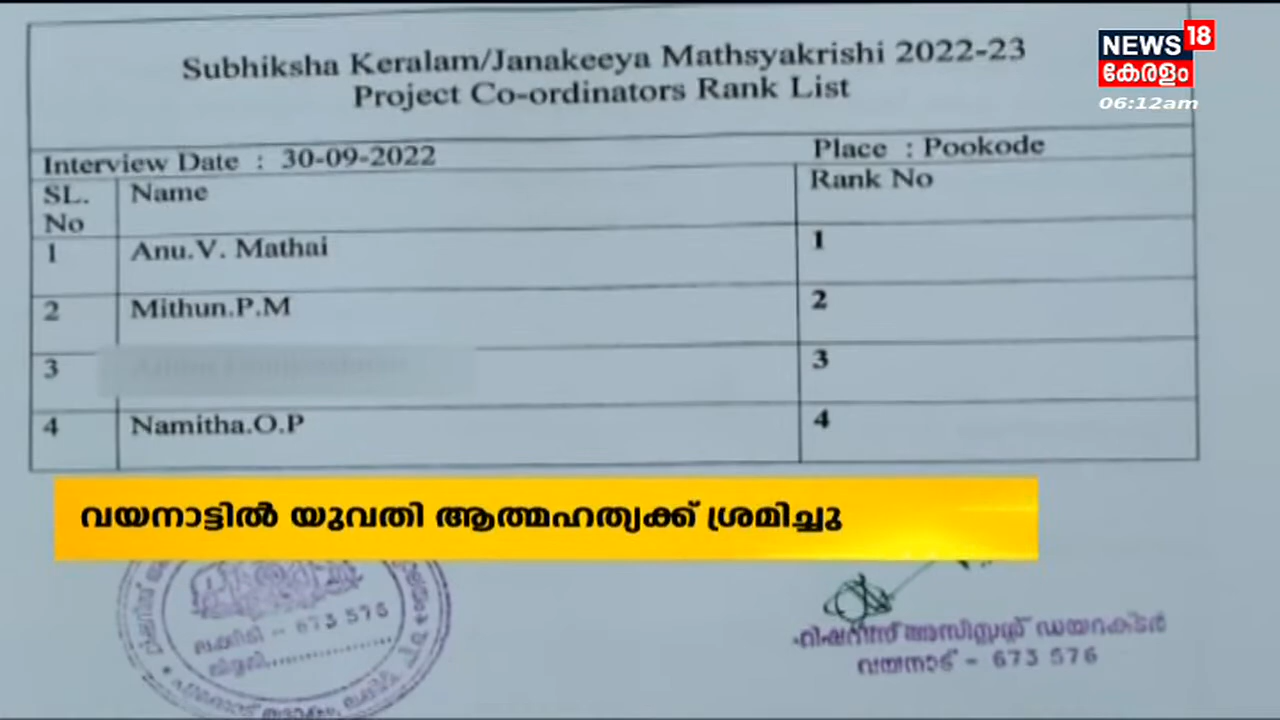 Subhiksha Keralam/Janakeeya Mathsyakrishi 2022-23
Project Co-ordinators Rank List
NEWS 18
കേരളം
06:12am
Interview Date : 30-09-2022 Place : Pookode
SL. No Name Rank No
1 Anu.V. Mathai 1
2 Mithun.P.M 2
3 3
4 Namitha.O.P 4
വയനാട്ടിൽ യുവതി ആത്മഹത്യക്ക് ശ്രമിച്ചു
ലക്കിടി - 673 576
ഫിഷറീസ് അസിസ്റ്റന്റ് ഡയറക്ടർ
വയനാട് - 673 576